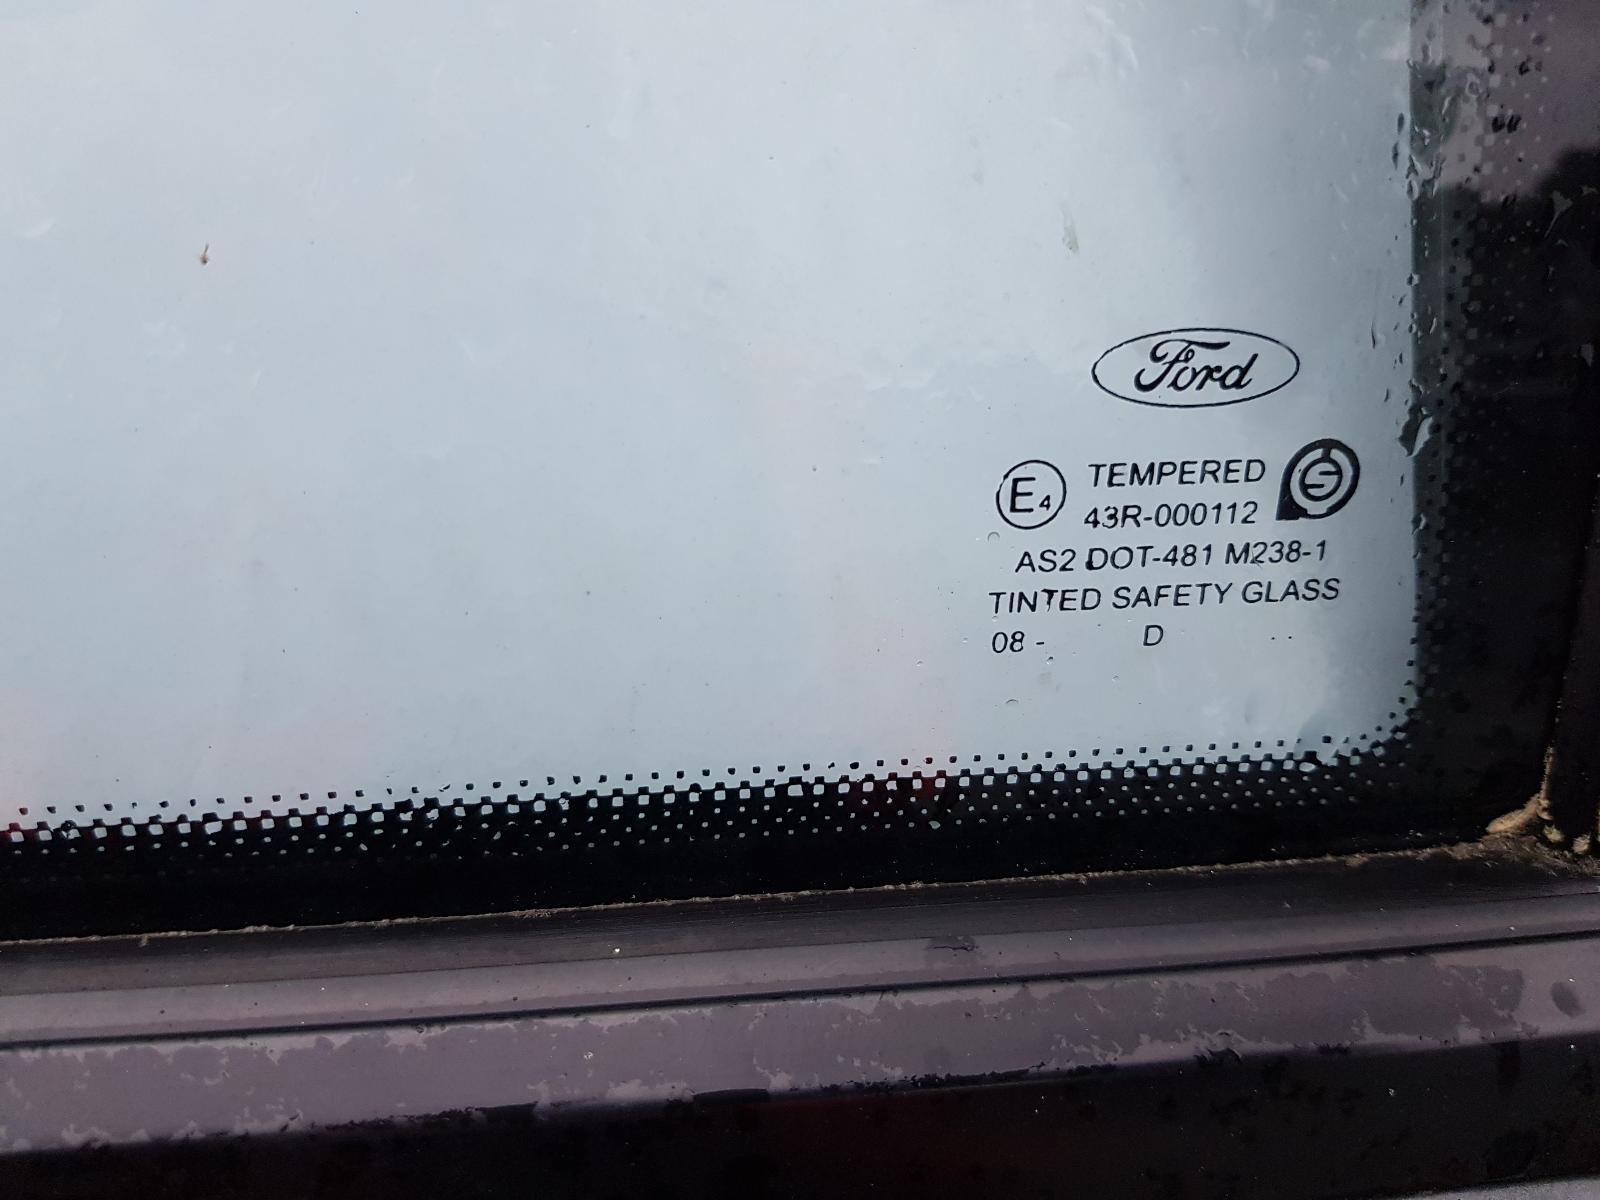 Ford
E4 TEMPERED
43R-000112
AS2 DOT-481 M238-1
TINTED SAFETY GLASS
08 - D ..